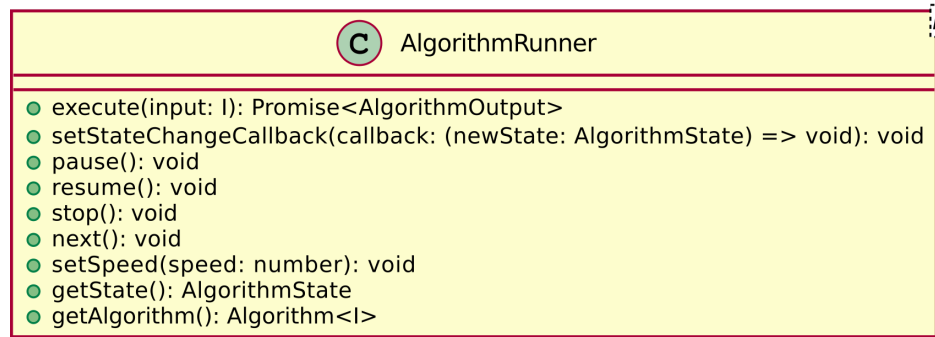 C AlgorithmRunner
execute(input: I): Promise<AlgorithmOutput>
setStateChangeCallback(callback: (newState: AlgorithmState) => void): void
pause(): void
resume(): void
stop(): void
next(): void
setSpeed(speed: number): void
getState(): AlgorithmState
getAlgorithm(): Algorithm<I>